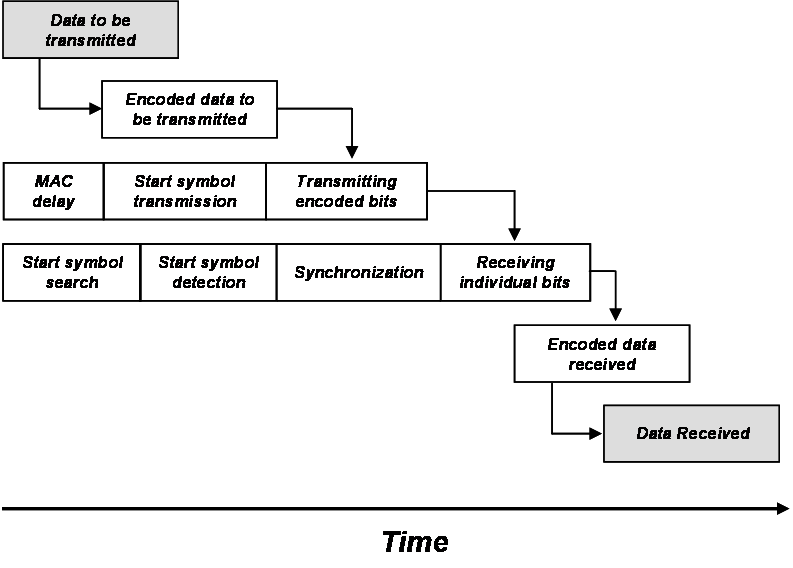 Data to be
transmitted
Encoded data to
be transmitted
MAC
delay
Start symbol
transmission
Transmitting
encoded bits
Start symbol
search
Start symbol
detection
Synchronization
Receiving
individual bits
Encoded data
received
Data Received
Time